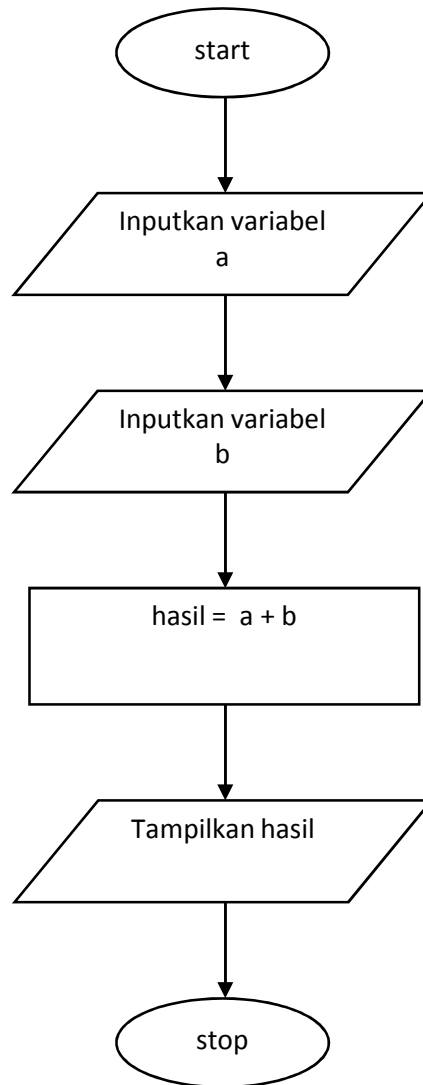 start
Inputkan variabel
a
Inputkan variabel
b
hasil = a + b
Tampilkan hasil
stop